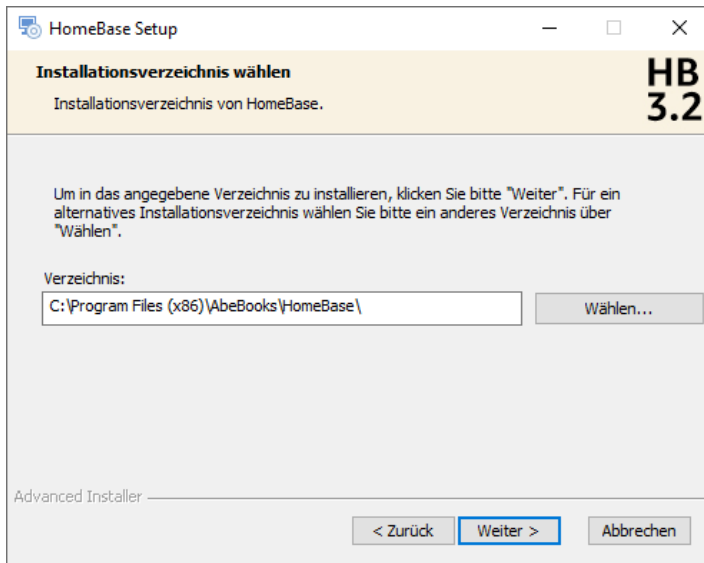 HomeBase Setup
Installationsverzeichnis wählen
Installationsverzeichnis von HomeBase.
HB
3.2
Um in das angegebene Verzeichnis zu installieren, klicken Sie bitte "Weiter". Für ein
alternatives Installationsverzeichnis wählen Sie bitte ein anderes Verzeichnis über
"Wählen".
Verzeichnis:
C:\Program Files (x86)\AbeBooks\HomeBase\
Wählen...
Advanced Installer
< Zurück
Weiter >
Abbrechen